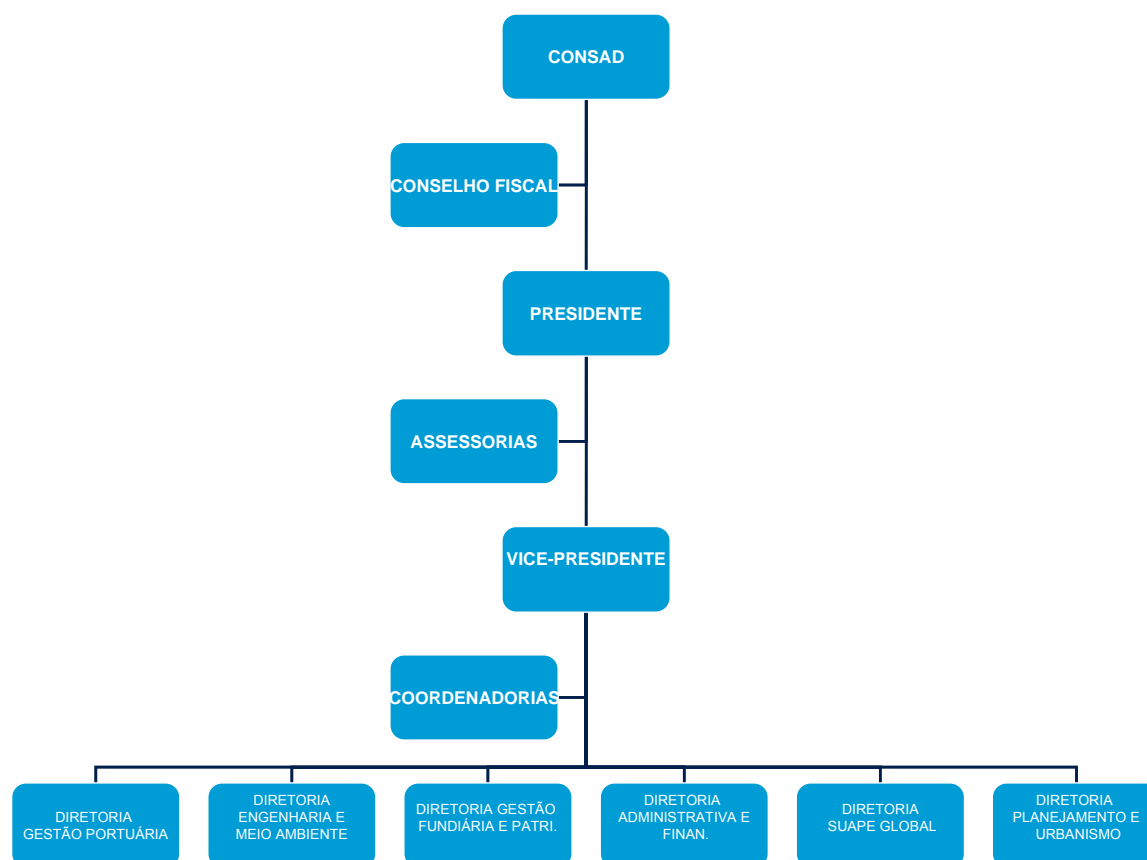 CONSAD
CONSELHO FISCAL
PRESIDENTE
ASSESSORIAS
VICE-PRESIDENTE
COORDENADORIAS
DIRETORIA
GESTÃO PORTUÁRIA
DIRETORIA
ENGENHARIA E
MEIO AMBIENTE
DIRETORIA GESTÃO
FUNDIÁRIA E PATRI.
DIRETORIA
ADMINISTRATIVA E
FINAN.
DIRETORIA
SUAPE GLOBAL
DIRETORIA
PLANEJAMENTO E
URBANISMO